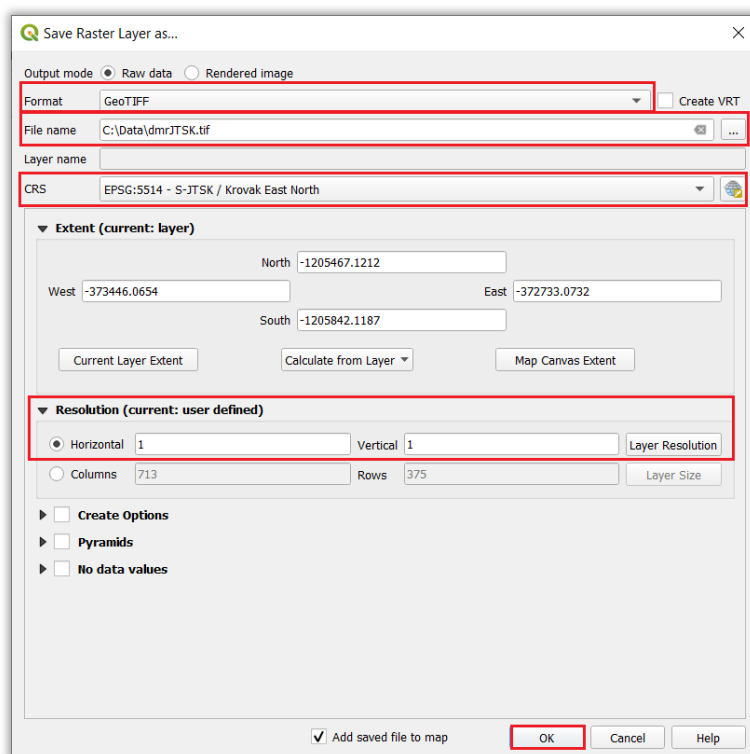 Save Raster Layer as...
Output mode Raw data Rendered image
Format GeoTIFF Create VRT
File name C:\Data\dmrJTSK.tif ...
Layer name
CRS EPSG:5514 - S-JTSK / Krovak East North
Extent (current: layer)
North -1205467.1212
West -373446.0654 East -372733.0732
South -1205842.1187
Current Layer Extent Calculate from Layer Map Canvas Extent
Resolution (current: user defined)
Horizontal 1 Vertical 1 Layer Resolution
Columns 713 Rows 375 Layer Size
Create Options
Pyramids
No data values
Add saved file to map OK Cancel Help